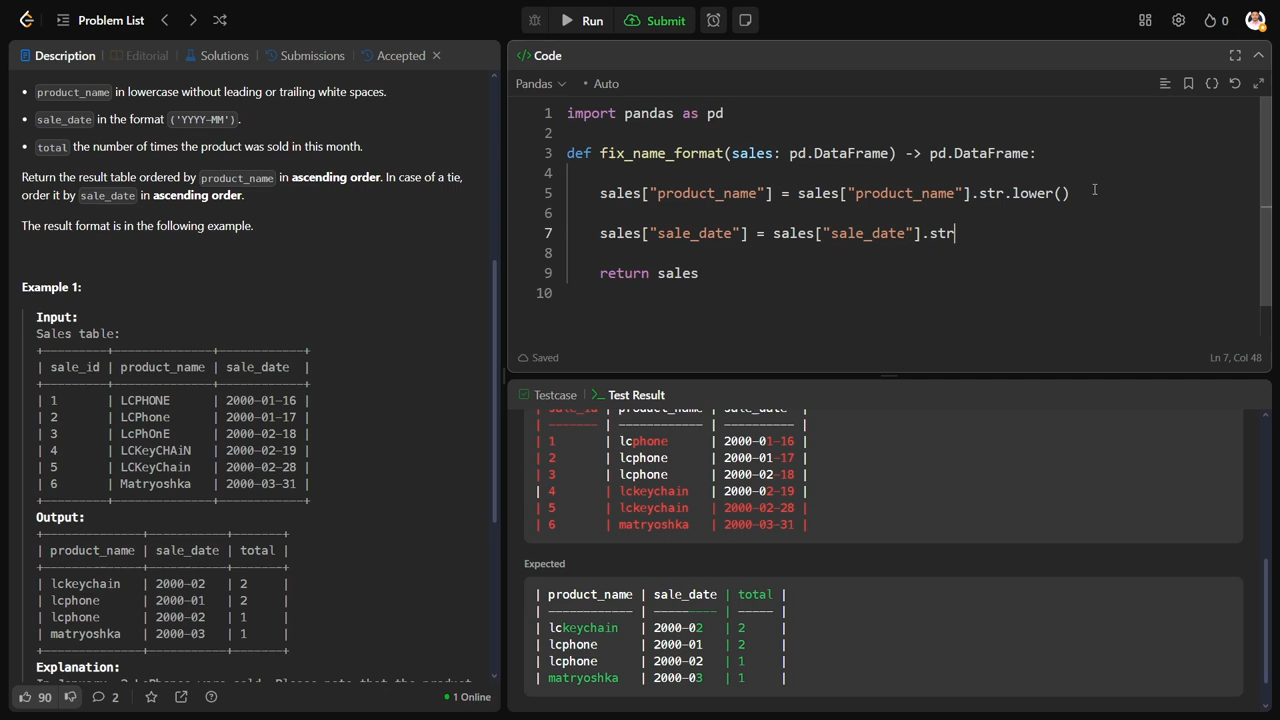 Problem List
Run
Submit
0
Description
Editorial
Solutions
Submissions
Accepted
• product_name in lowercase without leading or trailing white spaces.
• sale_date in the format ('YYYY-MM').
• total the number of times the product was sold in this month.
Return the result table ordered by product_name in ascending order. In case of a tie,
order it by sale_date in ascending order.
The result format is in the following example.
Example 1:
Input:
Sales table:
| sale_id | product_name | sale_date |
| 1 | LCPHONE | 2000-01-16 |
| 2 | LCPhone | 2000-01-17 |
| 3 | LcPhOnE | 2000-02-18 |
| 4 | LCKeyCHAiN | 2000-02-19 |
| 5 | LCKeyChain | 2000-02-28 |
| 6 | Matryoshka | 2000-03-31 |
Output:
| product_name | sale_date | total |
| lckeychain | 2000-02 | 2 |
| lcphone | 2000-01 | 2 |
| lcphone | 2000-02 | 1 |
| matryoshka | 2000-03 | 1 |
Explanation:
90
2
1 Online
</> Code
Pandas
• Auto
1 import pandas as pd
2
3 def fix_name_format(sales: pd.DataFrame) -> pd.DataFrame:
4
5 sales["product_name"] = sales["product_name"].str.lower()
6
7 sales["sale_date"] = sales["sale_date"].str
8
9 return sales
10
Saved
Ln 7, Col 48
Testcase
Test Result
| sale_id | product_name | sale_date |
| 1 | lcphone | 2000-01-16 |
| 2 | lcphone | 2000-01-17 |
| 3 | lcphone | 2000-02-18 |
| 4 | lckeychain | 2000-02-19 |
| 5 | lckeychain | 2000-02-28 |
| 6 | matryoshka | 2000-03-31 |
Expected
| product_name | sale_date | total |
| lckeychain | 2000-02 | 2 |
| lcphone | 2000-01 | 2 |
| lcphone | 2000-02 | 1 |
| matryoshka | 2000-03 | 1 |